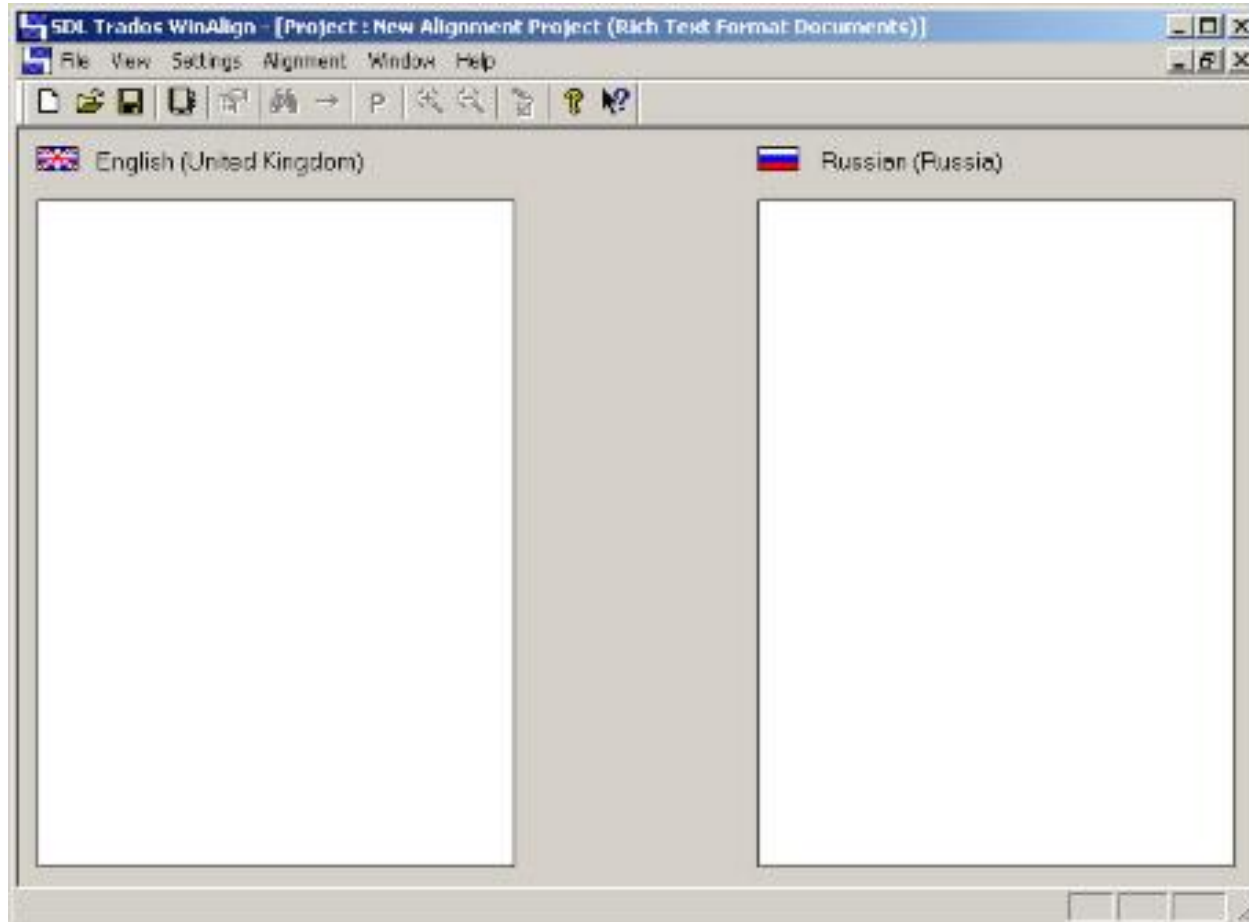 SDL Trados WinAlign - [Project : New Alignment Project (Rich Text Format Documents)]
File View Settings Alignment Window Help
P
English (United Kingdom) Russian (Russia)